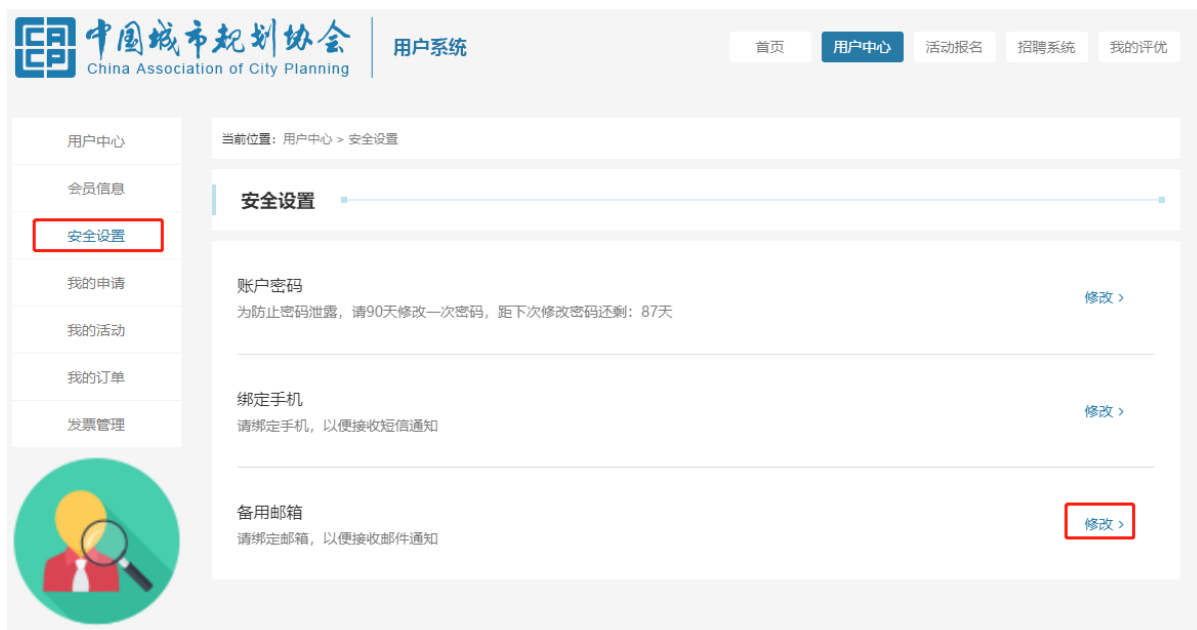 CACP
中国城市规划协会
China Association of City Planning
用户系统
首页 用户中心 活动报名 招聘系统 我的评优
用户中心
会员信息
安全设置
我的申请
我的活动
我的订单
发票管理
当前位置：用户中心 > 安全设置
安全设置
账户密码
为防止密码泄露，请90天修改一次密码，距下次修改密码还剩：87天
修改 >
绑定手机
请绑定手机，以便接收短信通知
修改 >
备用邮箱
请绑定邮箱，以便接收邮件通知
修改 >